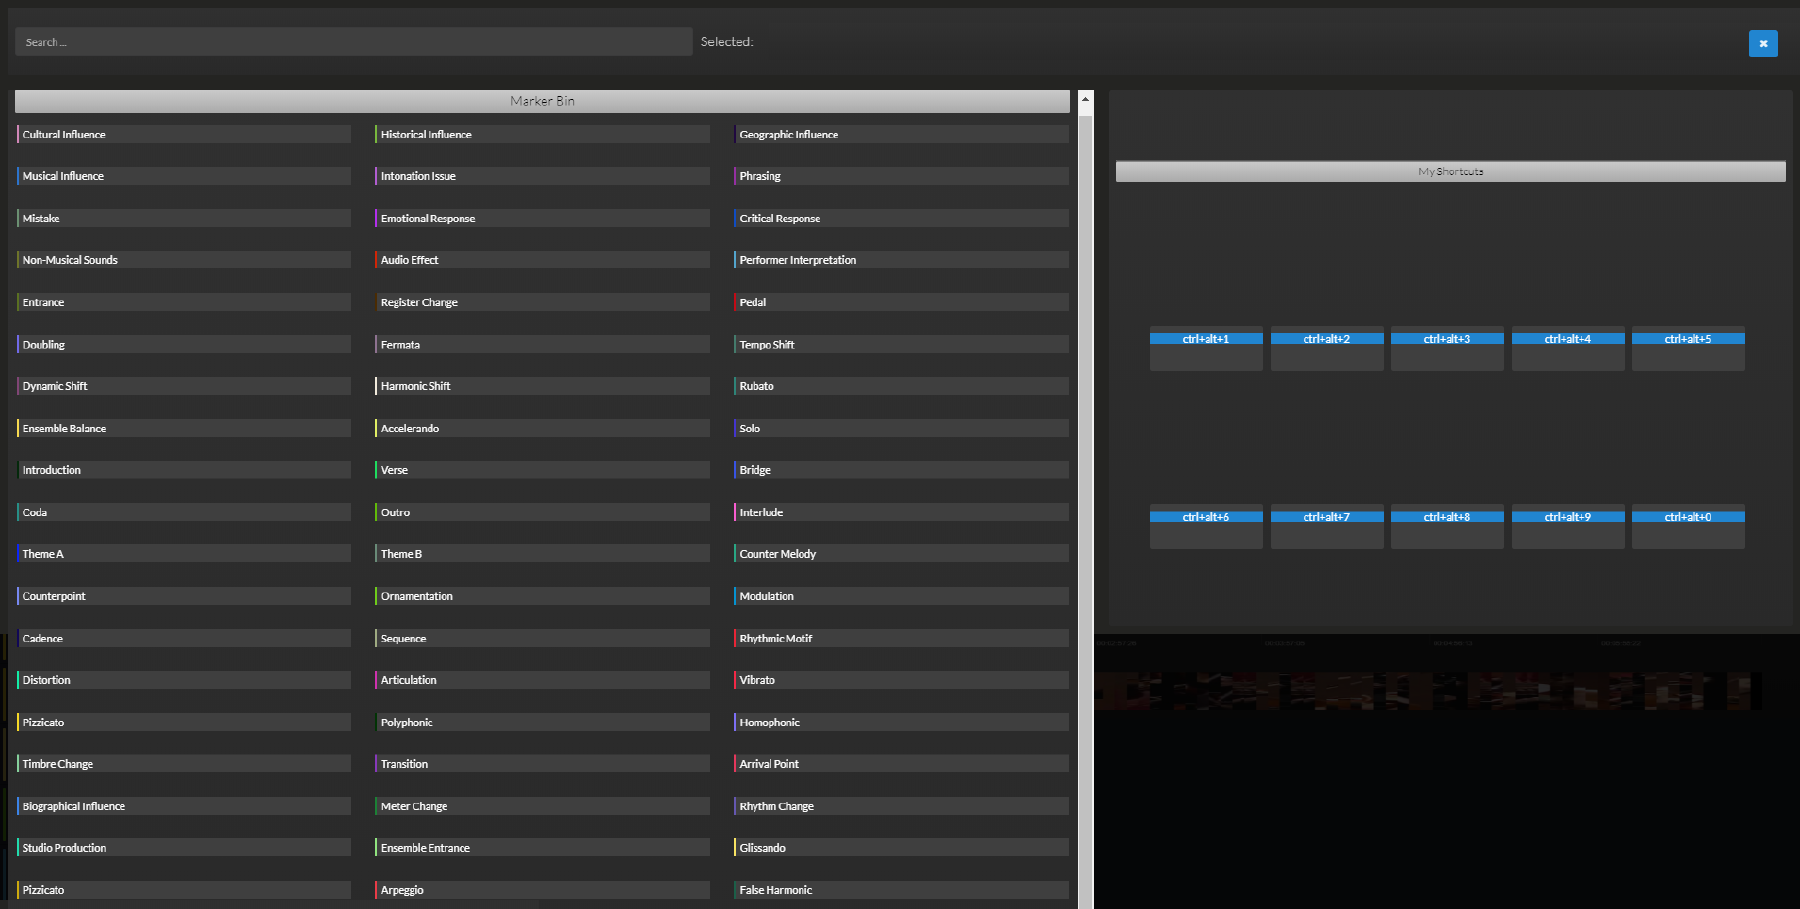 Search ...
Selected:
Marker Bin
Cultural Influence
Historical Influence
Geographic Influence
Musical Influence
Intonation Issue
Phrasing
Mistake
Emotional Response
Critical Response
Non-Musical Sounds
Audio Effect
Performer Interpretation
Entrance
Register Change
Pedal
Doubling
Fermata
Tempo Shift
Dynamic Shift
Harmonic Shift
Rubato
Ensemble Balance
Accelerando
Solo
Introduction
Verse
Bridge
Coda
Outro
Interlude
Theme A
Theme B
Counter Melody
Counterpoint
Ornamentation
Modulation
Cadence
Sequence
Rhythmic Motif
Distortion
Articulation
Vibrato
Pizzicato
Polyphonic
Homophonic
Timbre Change
Transition
Arrival Point
Biographical Influence
Meter Change
Rhythm Change
Studio Production
Ensemble Entrance
Glissando
Pizzicato
Arpeggio
False Harmonic
My Shortcuts
ctrl+alt+1
ctrl+alt+2
ctrl+alt+3
ctrl+alt+4
ctrl+alt+5
ctrl+alt+6
ctrl+alt+7
ctrl+alt+8
ctrl+alt+9
ctrl+alt+0